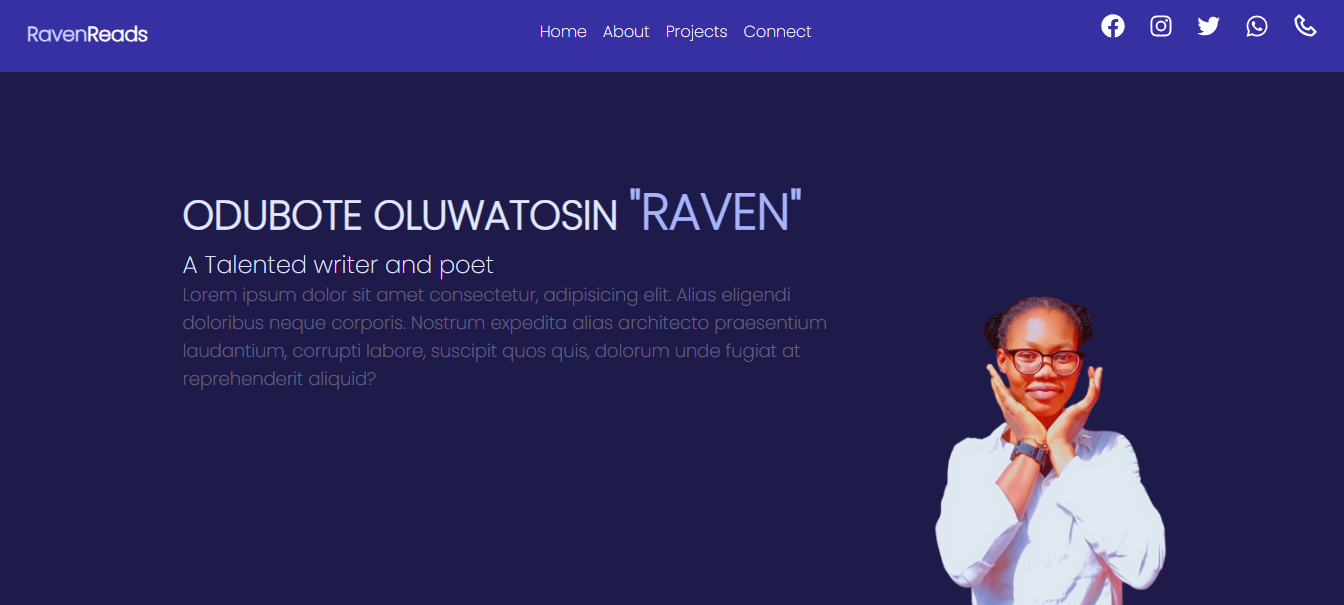 RavenReads
Home About Projects Connect
ODUBOTE OLUWATOSIN "RAVEN"
A Talented writer and poet
Lorem ipsum dolor sit amet consectetur, adipisicing elit. Alias eligendi
doloribus neque corporis. Nostrum expedita alias architecto praesentium
laudantium, corrupti labore, suscipit quos quis, dolorum unde fugiat at
reprehenderit aliquid?